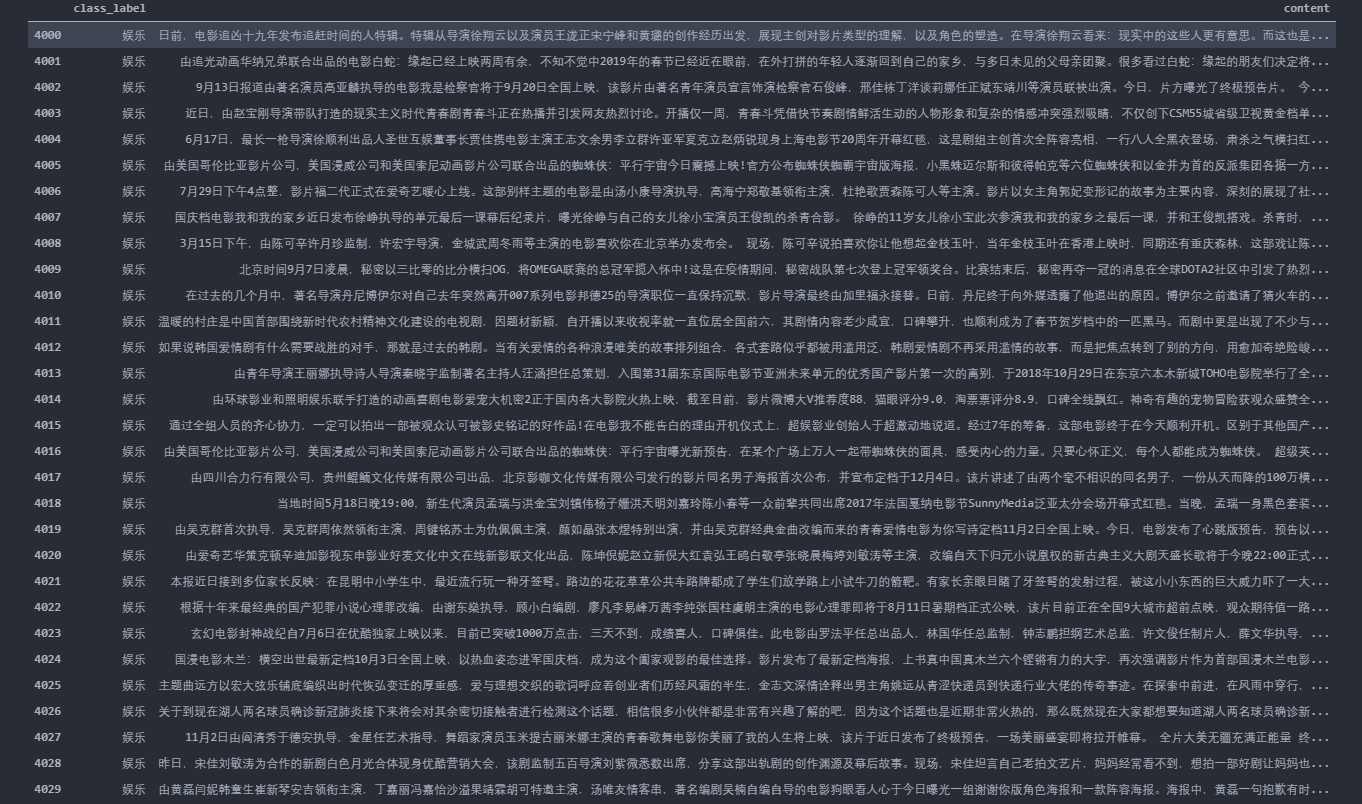 class_label content
4000 娱乐 日前，电影追凶十九年发布追赶时间的人特辑。特辑从导演徐翔云以及演员王泷正宋宁峰和黄璐的创作经历出发，展现主创对影片类型的理解，以及角色的塑造。在导演徐翔云看来：现实中的这些人更有意思。而这也是...
4001 娱乐 由追光动画华纳兄弟联合出品的电影白蛇：缘起已经上映两周有余，不知不觉中2019年的春节已经近在眼前，在外打拼的年轻人逐渐回到自己的家乡，与多日未见的父母亲团聚。很多看过白蛇：缘起的朋友们决定将...
4002 娱乐 9月13日报道由著名演员高亚麟执导的电影我是检察官将于9月20日全国上映，该影片由著名青年演员宣言饰演检察官石俊峰，邢佳栋丁洋谈莉娜任正斌东靖川等演员联袂出演。今日，片方曝光了终极预告片。 今...
4003 娱乐 近日，由赵宝刚导演带队打造的现实主义时代青春剧青春斗正在热播并引发网友热烈讨论。开播仅一周，青春斗凭借快节奏剧情鲜活生动的人物形象和复杂的情感冲突强烈吸睛，不仅创下CSM55城省级卫视黄金档单...
4004 娱乐 6月17日，最长一枪导演徐顺利出品人圣世互娱董事长贾佳携电影主演王志文余男李立群许亚军夏克立赵炳锐现身上海电影节20周年开幕红毯，这是剧组主创首次全阵容亮相，一行八人全黑衣登场，肃杀之气横扫红...
4005 娱乐 由美国哥伦比亚影片公司，美国漫威公司和美国索尼动画影片公司联合出品的蜘蛛侠：平行宇宙今日震撼上映!官方公布蜘蛛侠蜘霸宇宙版海报，小黑蛛迈尔斯和彼得帕克等六位蜘蛛侠和以金并为首的反派集团各据一方...
4006 娱乐 7月29日下午4点整，影片福二代正式在爱奇艺暖心上线。这部别样主题的电影是由汤小康导演执导，高海宁郑敬基领衔主演，杜艳歌贾森陈可人等主演。影片以女主角郭妃变形记的故事为主要内容，深刻的展现了社...
4007 娱乐 国庆档电影我和我的家乡近日发布徐峥执导的单元最后一课幕后纪录片，曝光徐峥与自己的女儿徐小宝演员王俊凯的杀青合影。 徐峥的11岁女儿徐小宝此次参演我和我的家乡之最后一课，并和王俊凯搭戏。杀青时，...
4008 娱乐 3月15日下午，由陈可辛许月珍监制，许宏宇导演，金城武周冬雨等主演的电影喜欢你在北京举办发布会。 现场，陈可辛说拍喜欢你让他想起金枝玉叶，当年金枝玉叶在香港上映时，同期还有重庆森林，这部戏让陈...
4009 娱乐 北京时间9月7日凌晨，秘密以三比零的比分横扫OG，将OMEGA联赛的总冠军揽入怀中!这是在疫情期间，秘密战队第七次登上冠军领奖台。比赛结束后，秘密再夺一冠的消息在全球DOTA2社区中引发了热烈...
4010 娱乐 在过去的几个月中，著名导演丹尼博伊尔对自己去年突然离开007系列电影邦德25的导演职位一直保持沉默，影片导演最终由加里福永接替。日前，丹尼终于向外媒透露了他退出的原因。博伊尔之前邀请了猜火车的...
4011 娱乐 温暖的村庄是中国首部围绕新时代农村精神文化建设的电视剧，因题材新颖，自开播以来收视率就一直位居全国前六，其剧情内容老少咸宜，口碑攀升，也顺利成为了春节贺岁档中的一匹黑马。而剧中更是出现了不少与...
4012 娱乐 如果说韩国爱情剧有什么需要战胜的对手，那就是过去的韩剧。当有关爱情的各种浪漫唯美的故事排列组合，各式套路似乎都被用滥用泛，韩剧爱情剧不再采用滥情的故事，而是把焦点转到了别的方向，用愈加奇绝险峻...
4013 娱乐 由青年导演王丽娜执导诗人导演秦晓宇监制著名主持人汪涵担任总策划，入围第31届东京国际电影节亚洲未来单元的优秀国产影片第一次的离别，于2018年10月29日在东京六本木新城TOHO电影院举行了全...
4014 娱乐 由环球影业和照明娱乐联手打造的动画喜剧电影爱宠大机密2正于国内各大影院火热上映，截至目前，影片微博大V推荐度88，猫眼评分9.0，淘票票评分8.9，口碑全线飘红。神奇有趣的宠物冒险获观众盛赞全...
4015 娱乐 通过全组人员的齐心协力，一定可以拍出一部被观众认可被影史铭记的好作品!在电影我不能告白的理由开机仪式上，超娱影业创始人于超激动地说道。经过7年的筹备，这部电影终于在今天顺利开机。区别于其他国产...
4016 娱乐 由美国哥伦比亚影片公司，美国漫威公司和美国索尼动画影片公司联合出品的蜘蛛侠：平行宇宙曝光新预告，在某个广场上万人一起带蜘蛛侠的面具，感受内心的力量。只要心怀正义，每个人都能成为蜘蛛侠。 超级英...
4017 娱乐 由四川合力行有限公司，贵州鲲鲕文化传媒有限公司出品，北京影咖文化传媒有限公司发行的影片同名男子海报首次公布，并宣布定档于12月4日。该片讲述了由两个毫不相识的同名男子，一份从天而降的100万横...
4018 娱乐 当地时间5月18日晚19:00，新生代演员孟瑞与洪金宝刘镇伟杨子姗洪天明刘嘉玲陈小春等一众前辈共同出席2017年法国戛纳电影节SunnyMedia泛亚太分会场开幕式红毯。当晚，孟瑞一身黑色套装...
4019 娱乐 由吴克群首次执导，吴克群周依然领衔主演，周键铭苏士为仇佩佩主演，颜如晶张本煜特别出演，并由吴克群经典金曲改编而来的青春爱情电影为你写诗定档11月2日全国上映。今日，电影发布了心跳版预告，预告以...
4020 娱乐 由爱奇艺华策克顿辛迪加影视东申影业好麦文化中文在线新影联文化出品，陈坤倪妮赵立新倪大红袁弘王鸥白敬亭张晓晨梅婷刘敏涛等主演，改编自天下归元小说凰权的新古典主义大剧天盛长歌将于今晚22:00正式...
4021 娱乐 本报近日接到多位家长反映：在昆明中小学生中，最近流行玩一种牙签弩。路边的花花草草公共车路牌都成了学生们放学路上小试牛刀的箭靶。有家长亲眼目睹了牙签弩的发射过程，被这小小东西的巨大威力吓了一大...
4022 娱乐 根据十年来最经典的国产犯罪小说心理罪改编，由谢东燊执导，顾小白编剧，廖凡李易峰万茜李纯张国柱虞朗主演的电影心理罪即将于8月11日暑期档正式公映，该片目前正在全国9大城市超前点映，观众期待值一路...
4023 娱乐 玄幻电影封神战纪自7月6日在优酷独家上映以来，目前已突破1000万点击，三天不到，成绩喜人，口碑俱佳。此电影由罗法平任总出品人，林国华任总监制，钟志鹏担纲艺术总监，许文俊任制片人，薛文华执导，...
4024 娱乐 国漫电影木兰：横空出世最新定档10月3日全国上映，以热血姿态进军国庆档，成为这个阖家观影的最佳选择。影片发布了最新定档海报，上书真中国真木兰六个铿锵有力的大字，再次强调影片作为首部国漫木兰电影...
4025 娱乐 主题曲远方以宏大弦乐铺底编织出时代恢弘变迁的厚重感，爱与理想交织的歌词呼应着创业者们历经风霜的半生，金志文深情诠释出男主角姚远从青涩快递员到快递行业大佬的传奇事迹。在探索中前进，在风雨中穿行，...
4026 娱乐 关于到现在湖人两名球员确诊新冠肺炎接下来将会对其余密切接触者进行检测这个话题，相信很多小伙伴都是非常有兴趣了解的吧，因为这个话题也是近期非常火热的，那么既然现在大家都想要知道湖人两名球员确诊新...
4027 娱乐 11月2日由阎清秀于德安执导，金星任艺术指导，舞蹈家演员玉米提古丽米娜主演的青春歌舞电影你美丽了我的人生将上映，该片于近日发布了终极预告，一场美丽盛宴即将拉开帷幕。 全片大美无疆充满正能量 终...
4028 娱乐 昨日，宋佳刘敏涛为合作的新剧白色月光合体现身优酷营销大会，该剧监制五百导演刘紫微悉数出席，分享这部出轨剧的创作渊源及幕后故事。现场，宋佳坦言自己老拍文艺片，妈妈经常看不到，想拍一部好剧让妈妈也...
4029 娱乐 由黄磊闫妮韩童生崔新琴安吉领衔主演，丁嘉丽冯嘉怡沙溢果靖霖胡可特邀主演，汤唯友情客串，著名编剧吴楠自编自导的电影狗眼看人心于今日曝光一组谢谢你版角色海报和一款阵容海报。海报中，黄磊一句抱歉有时...